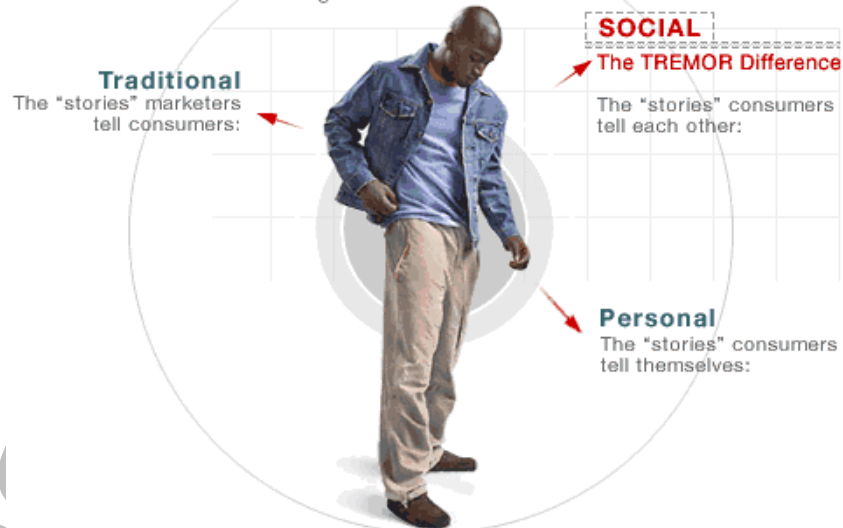 Traditional
The “stories” marketers
tell consumers:
SOCIAL
The TREMOR Difference
The “stories” consumers
tell each other:
Personal
The “stories” consumers
tell themselves: